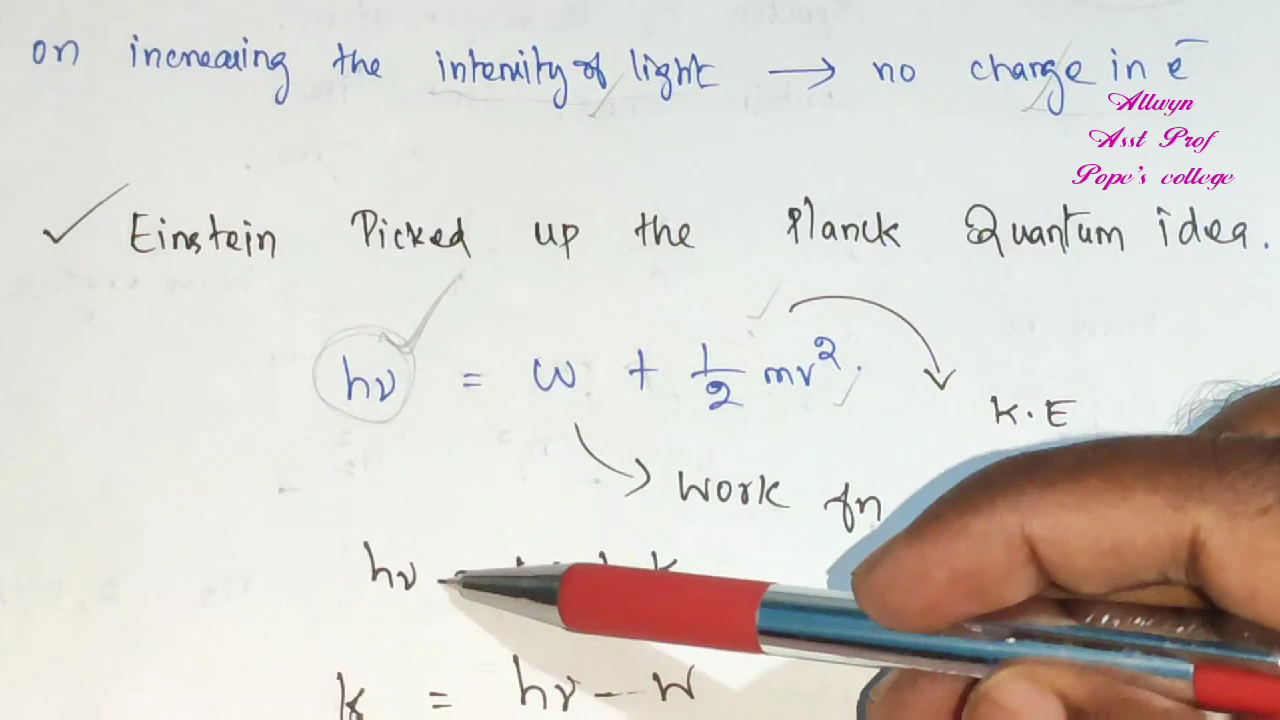 on increasing the intensity of light → no change in e⁻
Allwyn
Asst Prof
Pope's college
✓ Einstein Picked up the Planck Quantum idea.
hν = w + 1/2 mv².
K.E
work fn
hν
k = hν - w